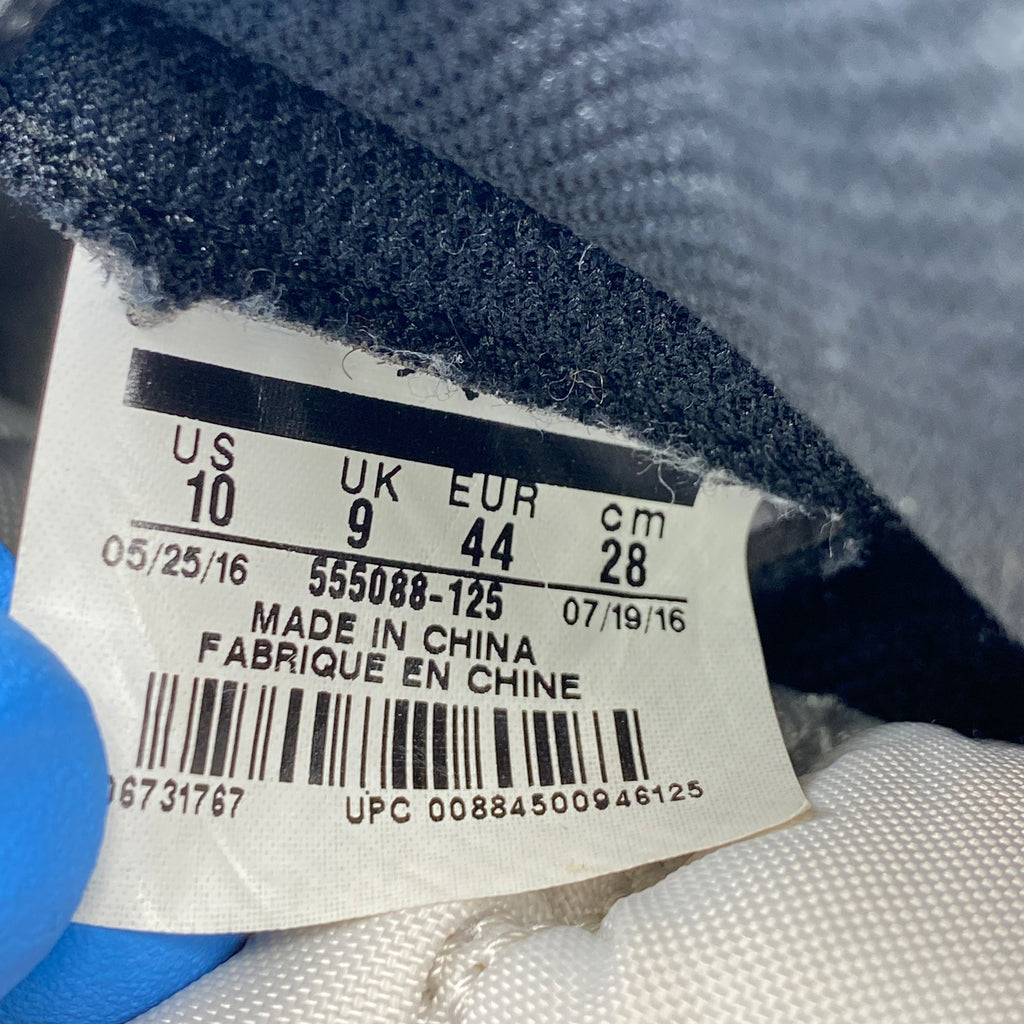 US UK EUR cm
10 9 44 28
05/25/16 555088-125 07/19/16
MADE IN CHINA
FABRIQUE EN CHINE
6731767 UPC 00884500946125